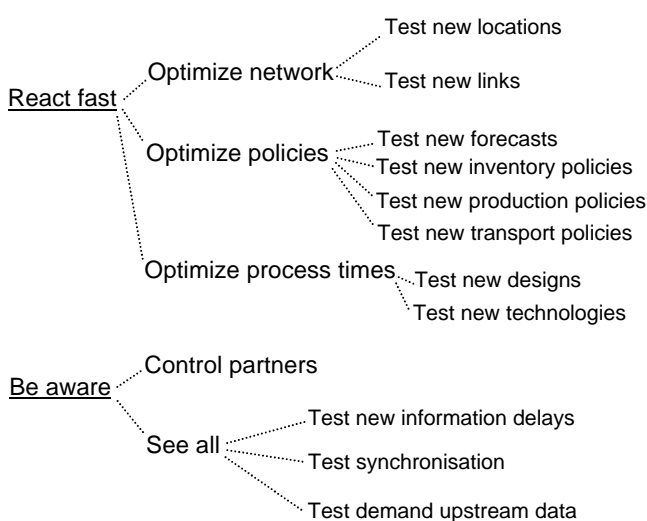 React fast
Optimize network
Test new locations
Test new links
Optimize policies
Test new forecasts
Test new inventory policies
Test new production policies
Test new transport policies
Optimize process times
Test new designs
Test new technologies
Be aware
Control partners
See all
Test new information delays
Test synchronisation
Test demand upstream data